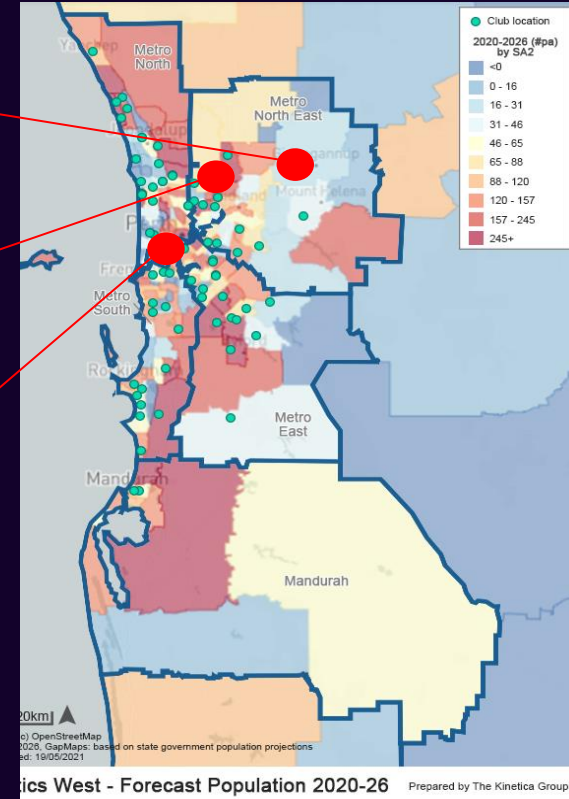 Club location
2020-2026 (#pa)
by SA2
<0
0 - 16
16 - 31
31 - 46
46 - 65
65 - 88
88 - 120
120 - 157
157 - 245
245+
Metro
North
Metro
North East
Mount Helena
Metro
South
Metro
East
Mandurah
Mandurah
20km
c) OpenStreetMap
2026, GapMaps: based on state government population projections
ed: 19/05/2021
ics West - Forecast Population 2020-26
Prepared by The Kinetica Group